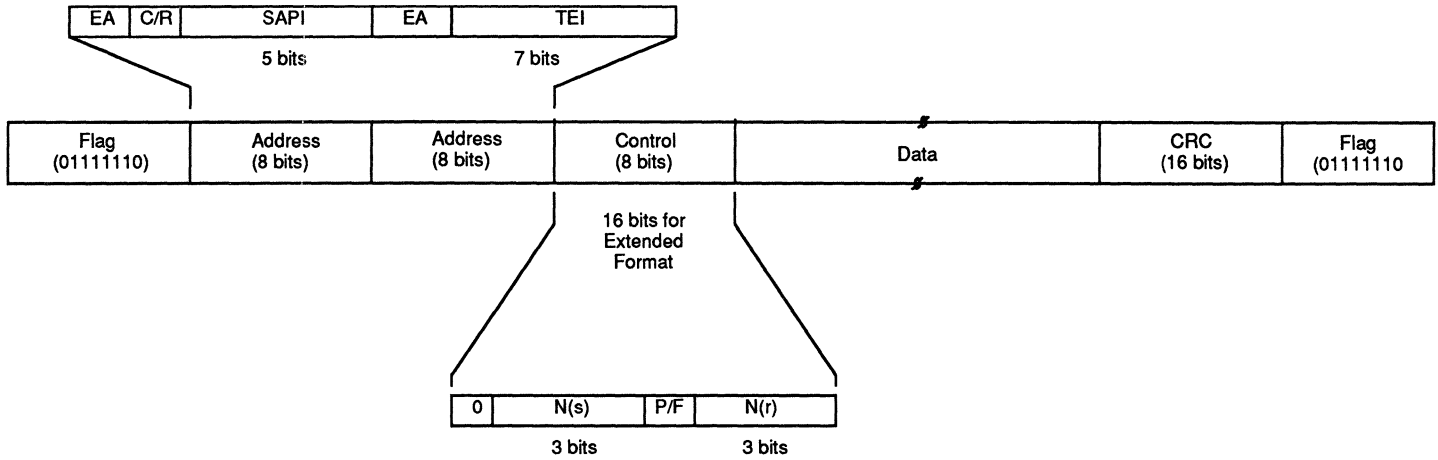 EA C/R SAPI EA TEI
5 bits 7 bits
Flag
(01111110)
Address
(8 bits)
Address
(8 bits)
Control
(8 bits)
Data
CRC
(16 bits)
Flag
(01111110
16 bits for
Extended
Format
0 N(s) P/F N(r)
3 bits 3 bits